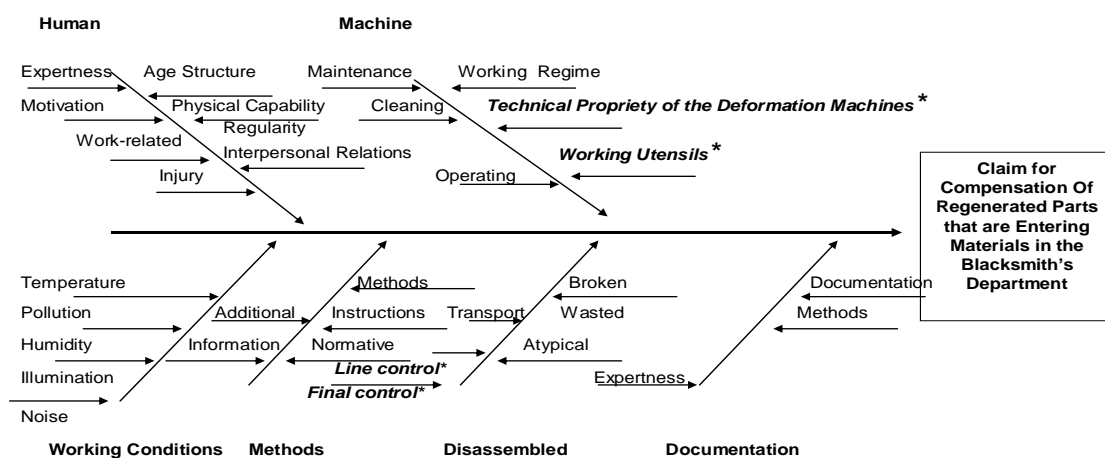 Human
Machine
Expertness
Age Structure
Maintenance
Working Regime
Motivation
Physical Capability
Cleaning
Technical Propriety of the Deformation Machines*
Regularity
Work-related
Interpersonal Relations
Working Utensils*
Injury
Operating
Claim for
Compensation Of
Regenerated Parts
that are Entering
Materials in the
Blacksmith's
Department
Temperature
Methods
Broken
Documentation
Pollution
Additional
Instructions
Transport
Wasted
Methods
Humidity
Information
Normative
Atypical
Line control*
Illumination
Final control*
Expertness
Noise
Working Conditions
Methods
Disassembled
Documentation